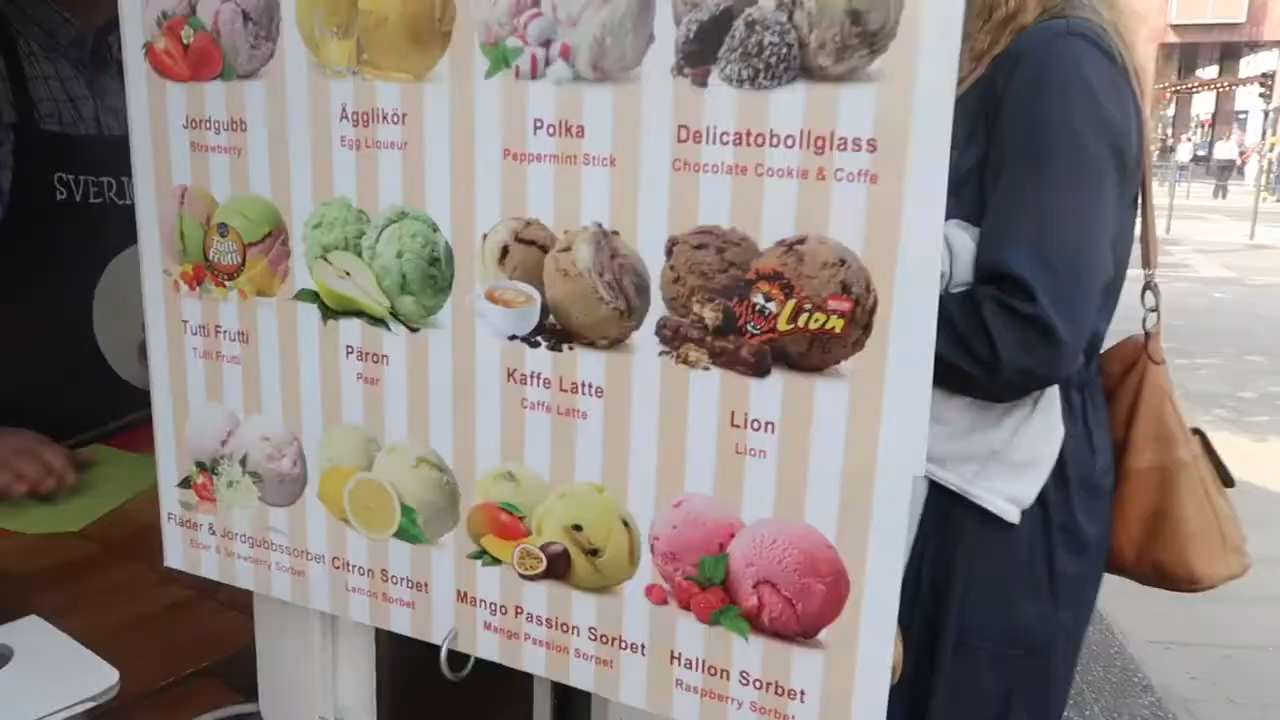 Jordgubb
Strawberry
Ägglikör
Egg Liqueur
Polka
Peppermint Stick
Delicatobollglass
Chocolate Cookie & Coffe
SVERI
Tutti
Frutti
Tutti Frutti
Tutti Frutti
Päron
Pear
Kaffe Latte
Caffé Latte
Lion
Lion
Lion
Fläder & Jordgubbssorbet
Elder & Strawberry Sorbet
Citron Sorbet
Lemon Sorbet
Mango Passion Sorbet
Mango Passion Sorbet
Hallon Sorbet
Raspberry Sorbet